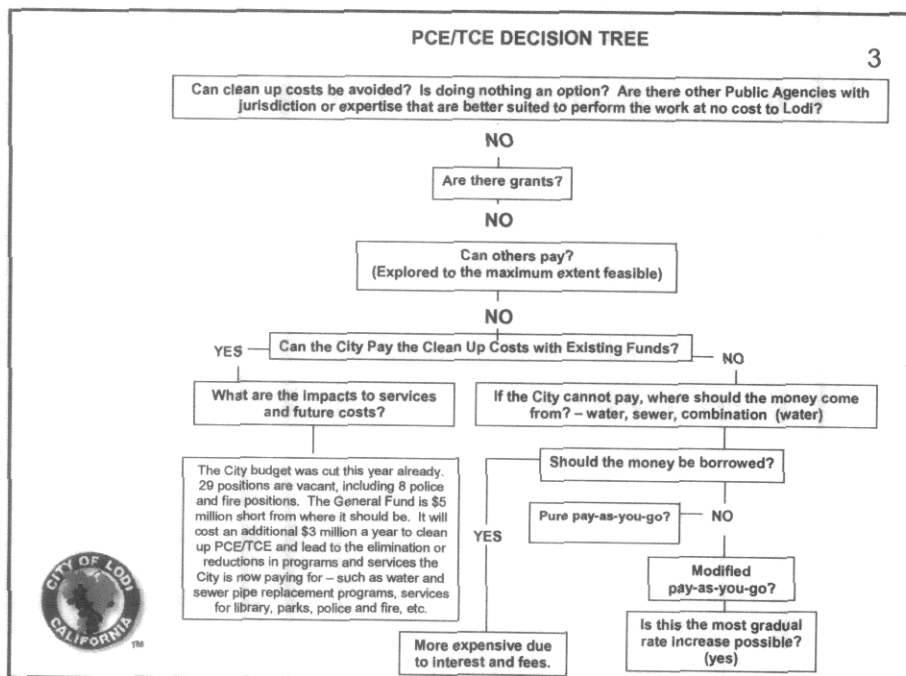 PCE/TCE DECISION TREE
3
Can clean up costs be avoided? Is doing nothing an option? Are there other Public Agencies with
jurisdiction or expertise that are better suited to perform the work at no cost to Lodi?
NO
Are there grants?
NO
Can others pay?
(Explored to the maximum extent feasible)
NO
Can the City Pay the Clean Up Costs with Existing Funds?
YES
NO
What are the impacts to services
and future costs?
If the City cannot pay, where should the money come
from? – water, sewer, combination (water)
The City budget was cut this year already.
29 positions are vacant, including 8 police
and fire positions. The General Fund is $5
million short from where it should be. It will
cost an additional $3 million a year to clean
up PCE/TCE and lead to the elimination or
reductions in programs and services the
City is now paying for – such as water and
sewer pipe replacement programs, services
for library, parks, police and fire, etc.
Should the money be borrowed?
YES
Pure pay-as-you-go?
NO
Modified
pay-as-you-go?
More expensive due
to interest and fees.
Is this the most gradual
rate increase possible?
(yes)
CITY OF LODI
CALIFORNIA
TM